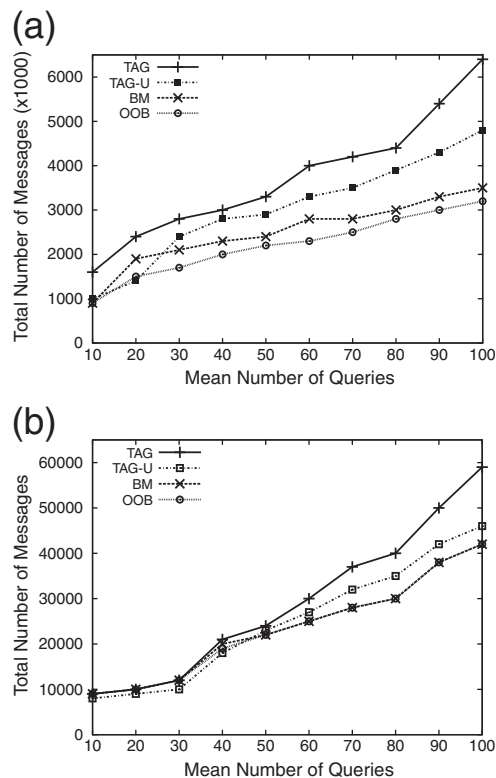 (a)
Total Number of Messages (x1000)
6000
5000
4000
3000
2000
1000
0
TAG
TAG-U
BM
OOB
10 20 30 40 50 60 70 80 90 100
Mean Number of Queries
(b)
Total Number of Messages
60000
50000
40000
30000
20000
10000
0
TAG
TAG-U
BM
OOB
10 20 30 40 50 60 70 80 90 100
Mean Number of Queries